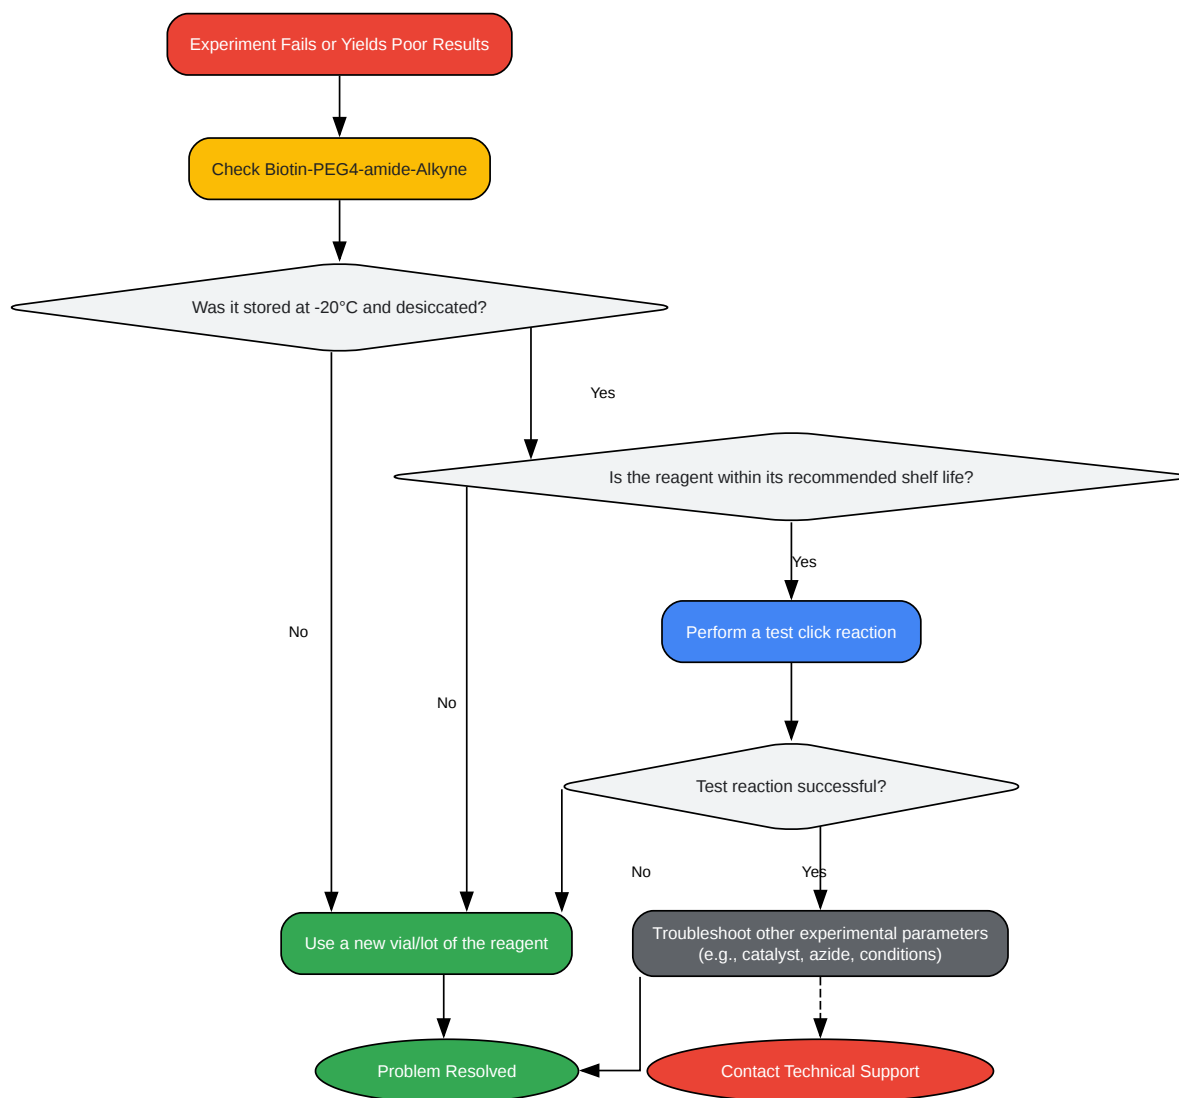 Experiment Fails or Yields Poor Results
Check Biotin-PEG4-amide-Alkyne
Was it stored at -20°C and desiccated?
Yes
Is the reagent within its recommended shelf life?
Yes
Perform a test click reaction
No
No
Test reaction successful?
No
Yes
Use a new vial/lot of the reagent
Troubleshoot other experimental parameters
(e.g., catalyst, azide, conditions)
Problem Resolved
Contact Technical Support